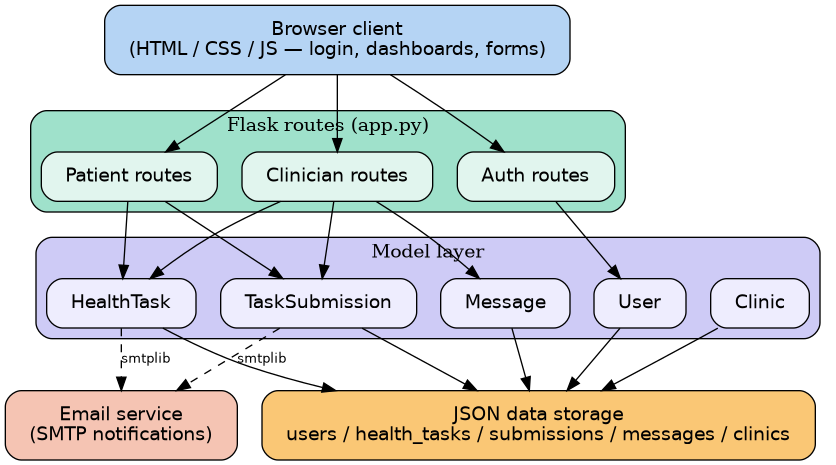 Browser client
(HTML / CSS / JS — login, dashboards, forms)
Flask routes (app.py)
Patient routes
Clinician routes
Auth routes
Model layer
HealthTask
TaskSubmission
Message
User
Clinic
smtplib
smtplib
Email service
(SMTP notifications)
JSON data storage
users / health_tasks / submissions / messages / clinics